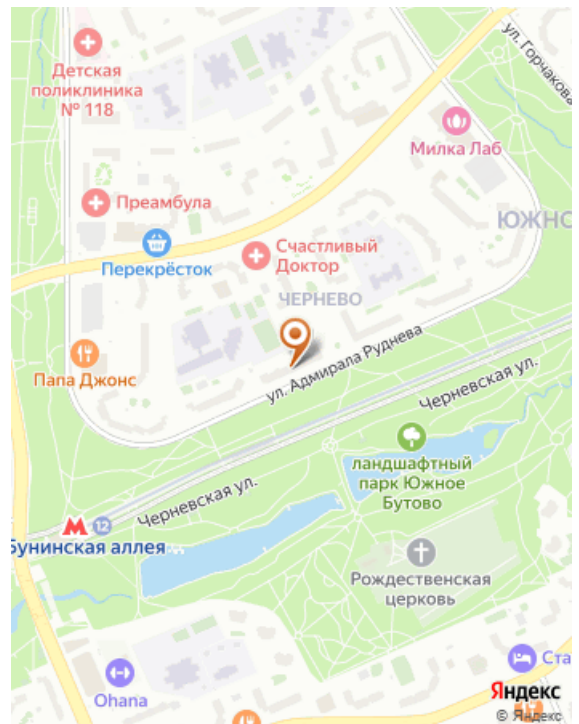 ул. Горчакова
Детская
поликлиника
№ 118
Милка Лаб
Преамбула
ЮЖНО
Перекрёсток
Счастливый
Доктор
ЧЕРНЕВО
ул. Адмирала Руднева
Папа Джонс
Черневская ул.
ландшафтный
парк Южное
Бутово
Черневская ул.
12
Бунинская аллея
Рождественская
церковь
Ста
Ohana
Яндекс
© Яндекс